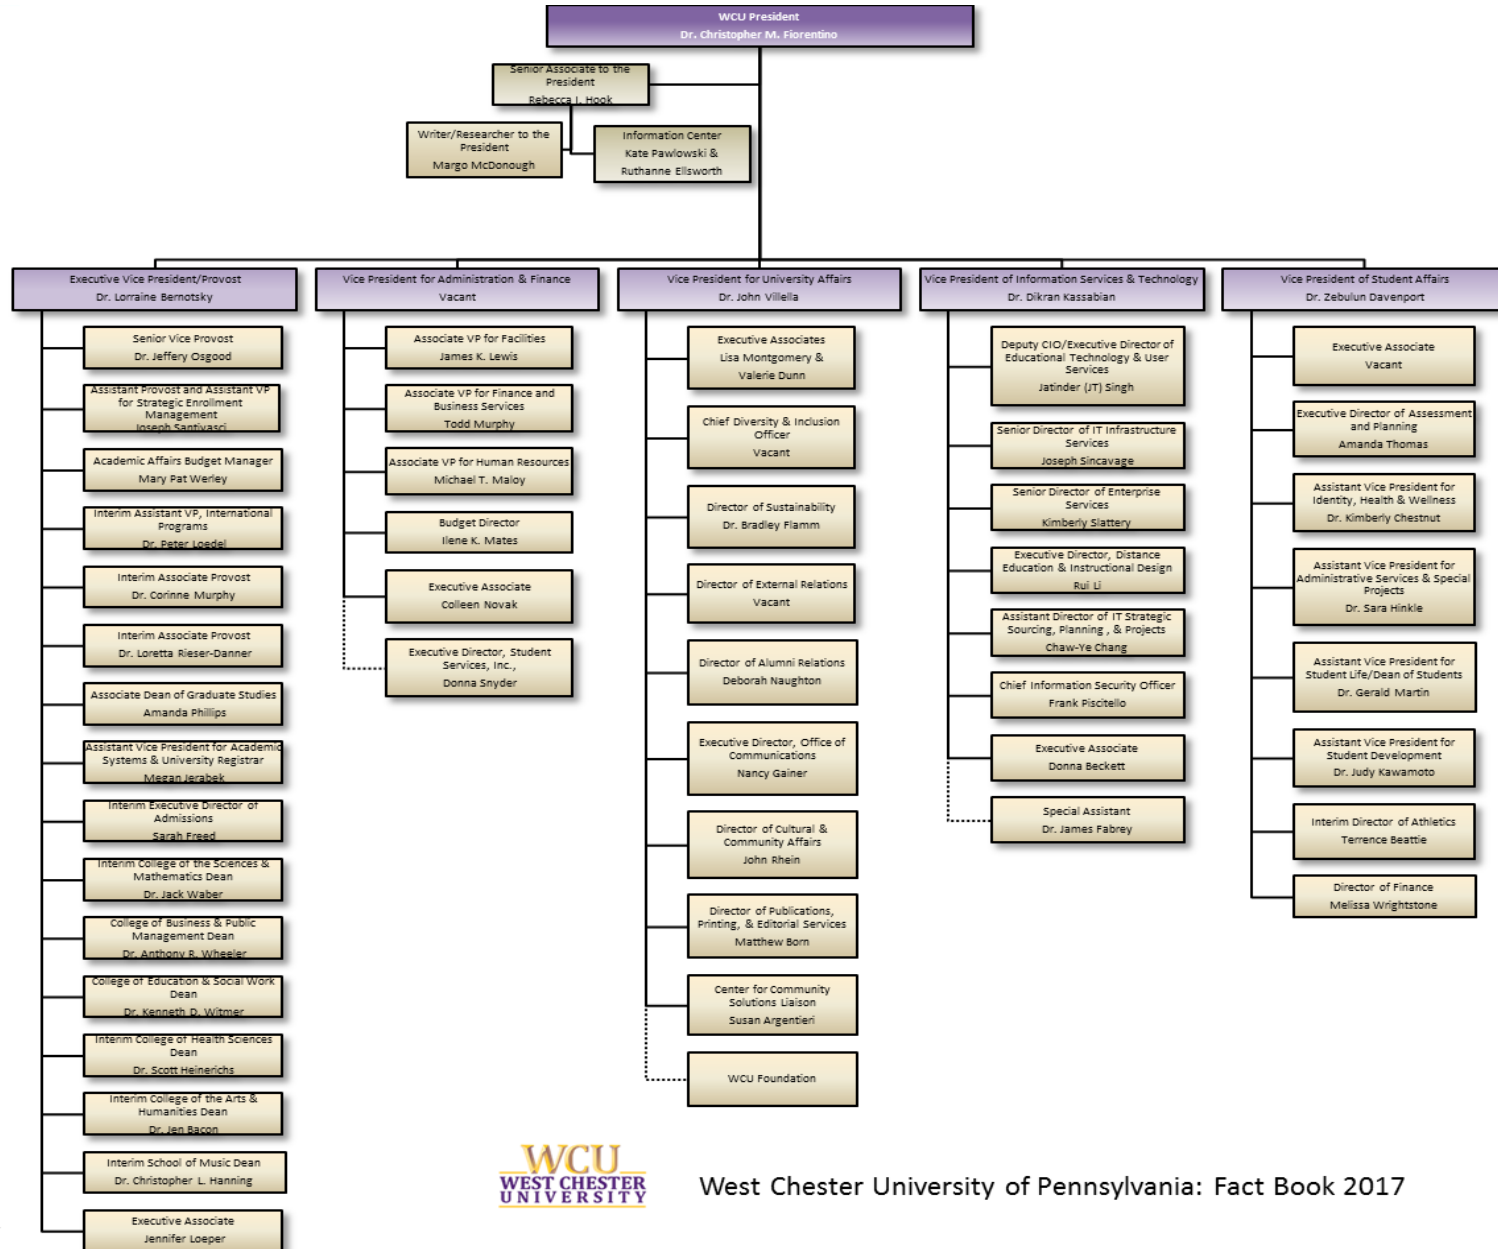 WCU President
Dr. Christopher M. Fiorentino
Senior Associate to the
President
Rebecca J. Hook
Writer/Researcher to the
President
Margo McDonough
Information Center
Kate Pawlowski &
Ruthanne Ellsworth
Executive Vice President/Provost
Dr. Lorraine Bernotsky
Senior Vice Provost
Dr. Jeffery Osgood
Assistant Provost and Assistant VP
for Strategic Enrollment
Management
Joseph Santivasci
Academic Affairs Budget Manager
Mary Pat Werley
Interim Assistant VP, International
Programs
Dr. Peter Loedel
Interim Associate Provost
Dr. Corinne Murphy
Interim Associate Provost
Dr. Loretta Rieser-Danner
Associate Dean of Graduate Studies
Amanda Phillips
Assistant Vice President for Academic
Systems & University Registrar
Megan Jerabek
Interim Executive Director of
Admissions
Sarah Freed
Interim College of the Sciences &
Mathematics Dean
Dr. Jack Waber
College of Business & Public
Management Dean
Dr. Anthony R. Wheeler
College of Education & Social Work
Dean
Dr. Kenneth D. Witmer
Interim College of Health Sciences
Dean
Dr. Scott Heinerichs
Interim College of the Arts &
Humanities Dean
Dr. Jen Bacon
Interim School of Music Dean
Dr. Christopher L. Hanning
Executive Associate
Jennifer Loeper
Vice President for Administration & Finance
Vacant
Associate VP for Facilities
James K. Lewis
Associate VP for Finance and
Business Services
Todd Murphy
Associate VP for Human Resources
Michael T. Maloy
Budget Director
Ilene K. Mates
Executive Associate
Colleen Novak
Executive Director, Student
Services, Inc.,
Donna Snyder
Vice President for University Affairs
Dr. John Villella
Executive Associates
Lisa Montgomery &
Valerie Dunn
Chief Diversity & Inclusion
Officer
Vacant
Director of Sustainability
Dr. Bradley Flamm
Director of External Relations
Vacant
Director of Alumni Relations
Deborah Naughton
Executive Director, Office of
Communications
Nancy Gainer
Director of Cultural &
Community Affairs
John Rhein
Director of Publications,
Printing, & Editorial Services
Matthew Born
Center for Community
Solutions Liaison
Susan Argentieri
WCU Foundation
Vice President of Information Services & Technology
Dr. Dikran Kassabian
Deputy CIO/Executive Director of
Educational Technology & User
Services
Jatinder (JT) Singh
Senior Director of IT Infrastructure
Services
Joseph Sincavage
Senior Director of Enterprise
Services
Kimberly Slattery
Executive Director, Distance
Education & Instructional Design
Rui Li
Assistant Director of IT Strategic
Sourcing, Planning , & Projects
Chaw-Ye Chang
Chief Information Security Officer
Frank Piscitello
Executive Associate
Donna Beckett
Special Assistant
Dr. James Fabrey
Vice President of Student Affairs
Dr. Zebulun Davenport
Executive Associate
Vacant
Executive Director of Assessment
and Planning
Amanda Thomas
Assistant Vice President for
Identity, Health & Wellness
Dr. Kimberly Chestnut
Assistant Vice President for
Administrative Services & Special
Projects
Dr. Sara Hinkle
Assistant Vice President for
Student Life/Dean of Students
Dr. Gerald Martin
Assistant Vice President for
Student Development
Dr. Judy Kawamoto
Interim Director of Athletics
Terrence Beattie
Director of Finance
Melissa Wrightstone
WCU
WEST CHESTER
UNIVERSITY
West Chester University of Pennsylvania: Fact Book 2017